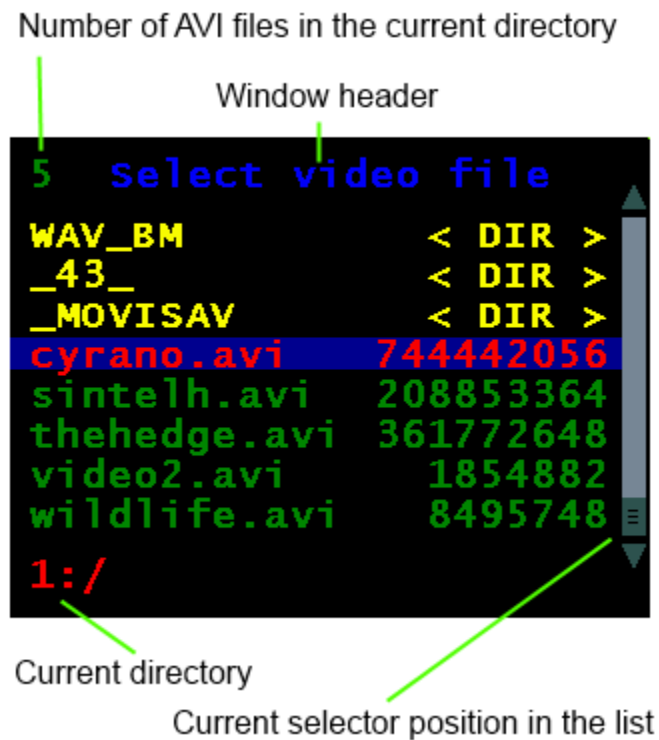 Number of AVI files in the current directory
Window header
5 Select video file
WAV_BM < DIR >
_43_ < DIR >
_MOVISAV < DIR >
cyrano.avi 744442056
sintelh.avi 208853364
thehedge.avi 361772648
video2.avi 1854882
wildlife.avi 8495748
1:/
Current directory
Current selector position in the list